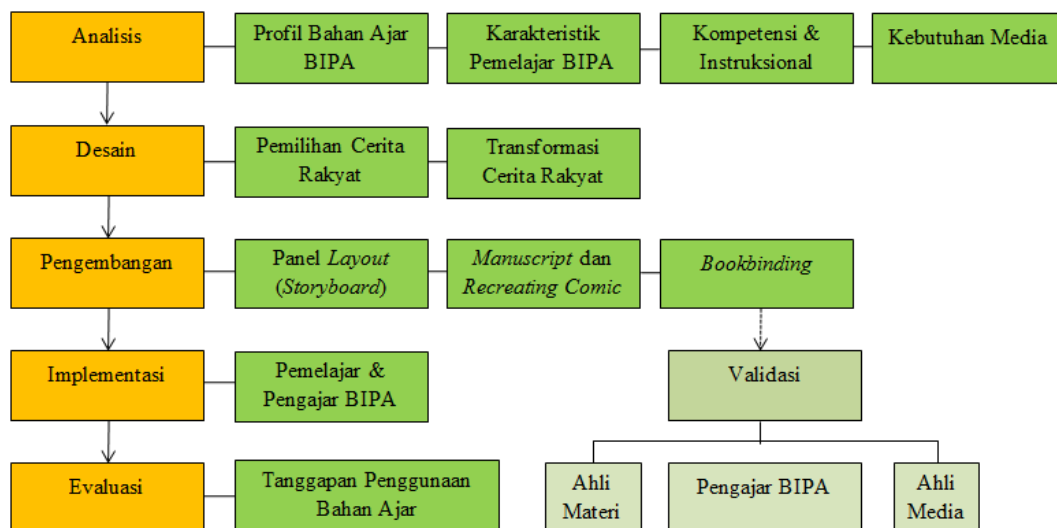 Analisis
Profil Bahan Ajar
BIPA
Karakteristik
Pemelajar BIPA
Kompetensi &
Instruksional
Kebutuhan Media
Desain
Pemilihan Cerita
Rakyat
Transformasi
Cerita Rakyat
Pengembangan
Panel Layout
(Storyboard)
Manuscript dan
Recreating Comic
Bookbinding
Implementasi
Pemelajar &
Pengajar BIPA
Validasi
Evaluasi
Tanggapan Penggunaan
Bahan Ajar
Ahli
Materi
Pengajar BIPA
Ahli
Media